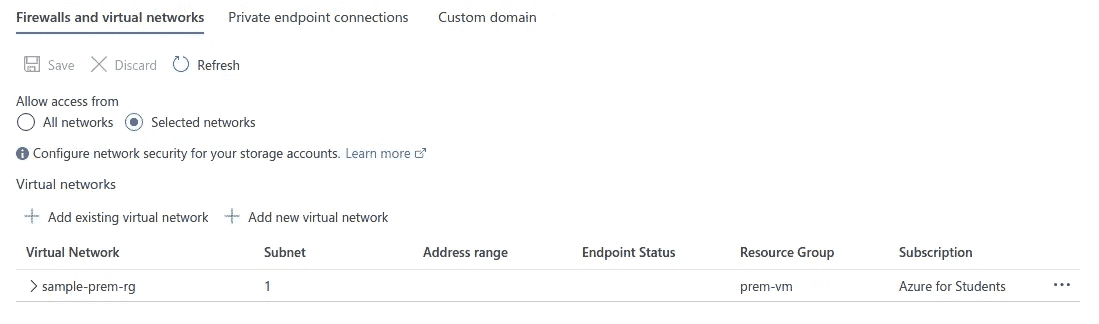 Firewalls and virtual networks Private endpoint connections Custom domain
Save Discard Refresh
Allow access from
All networks Selected networks
Configure network security for your storage accounts. Learn more
Virtual networks
Add existing virtual network Add new virtual network
Virtual Network Subnet Address range Endpoint Status Resource Group Subscription
sample-prem-rg 1 prem-vm Azure for Students